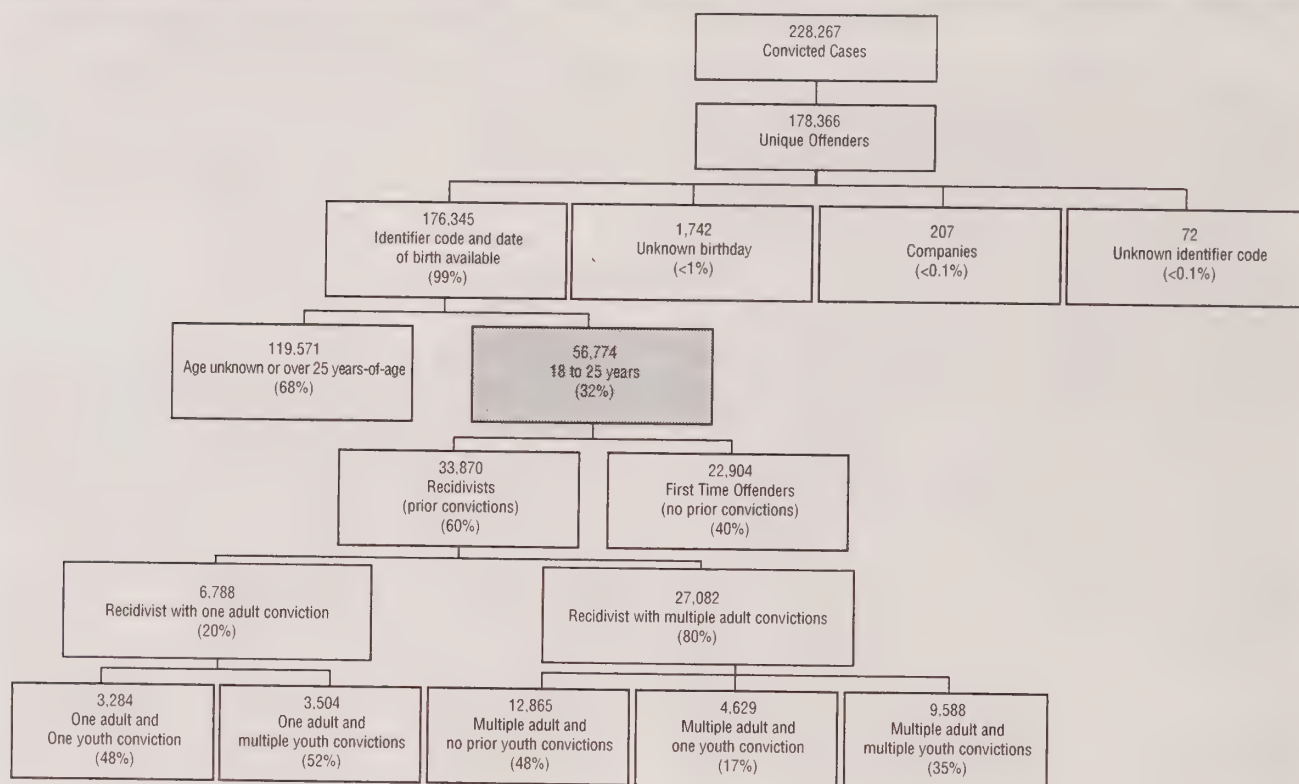 228,267
Convicted Cases
178,366
Unique Offenders
176,345
Identifier code and date
of birth available
(99%)
1,742
Unknown birthday
(<1%)
207
Companies
(<0.1%)
72
Unknown identifier code
(<0.1%)
119,571
Age unknown or over 25 years-of-age
(68%)
56,774
18 to 25 years
(32%)
33,870
Recidivists
(prior convictions)
(60%)
22,904
First Time Offenders
(no prior convictions)
(40%)
6,788
Recidivist with one adult conviction
(20%)
27,082
Recidivist with multiple adult convictions
(80%)
3,284
One adult and
One youth conviction
(48%)
3,504
One adult and
multiple youth convictions
(52%)
12,865
Multiple adult and
no prior youth convictions
(48%)
4,629
Multiple adult and
one youth conviction
(17%)
9,588
Multiple adult and
multiple youth convictions
(35%)